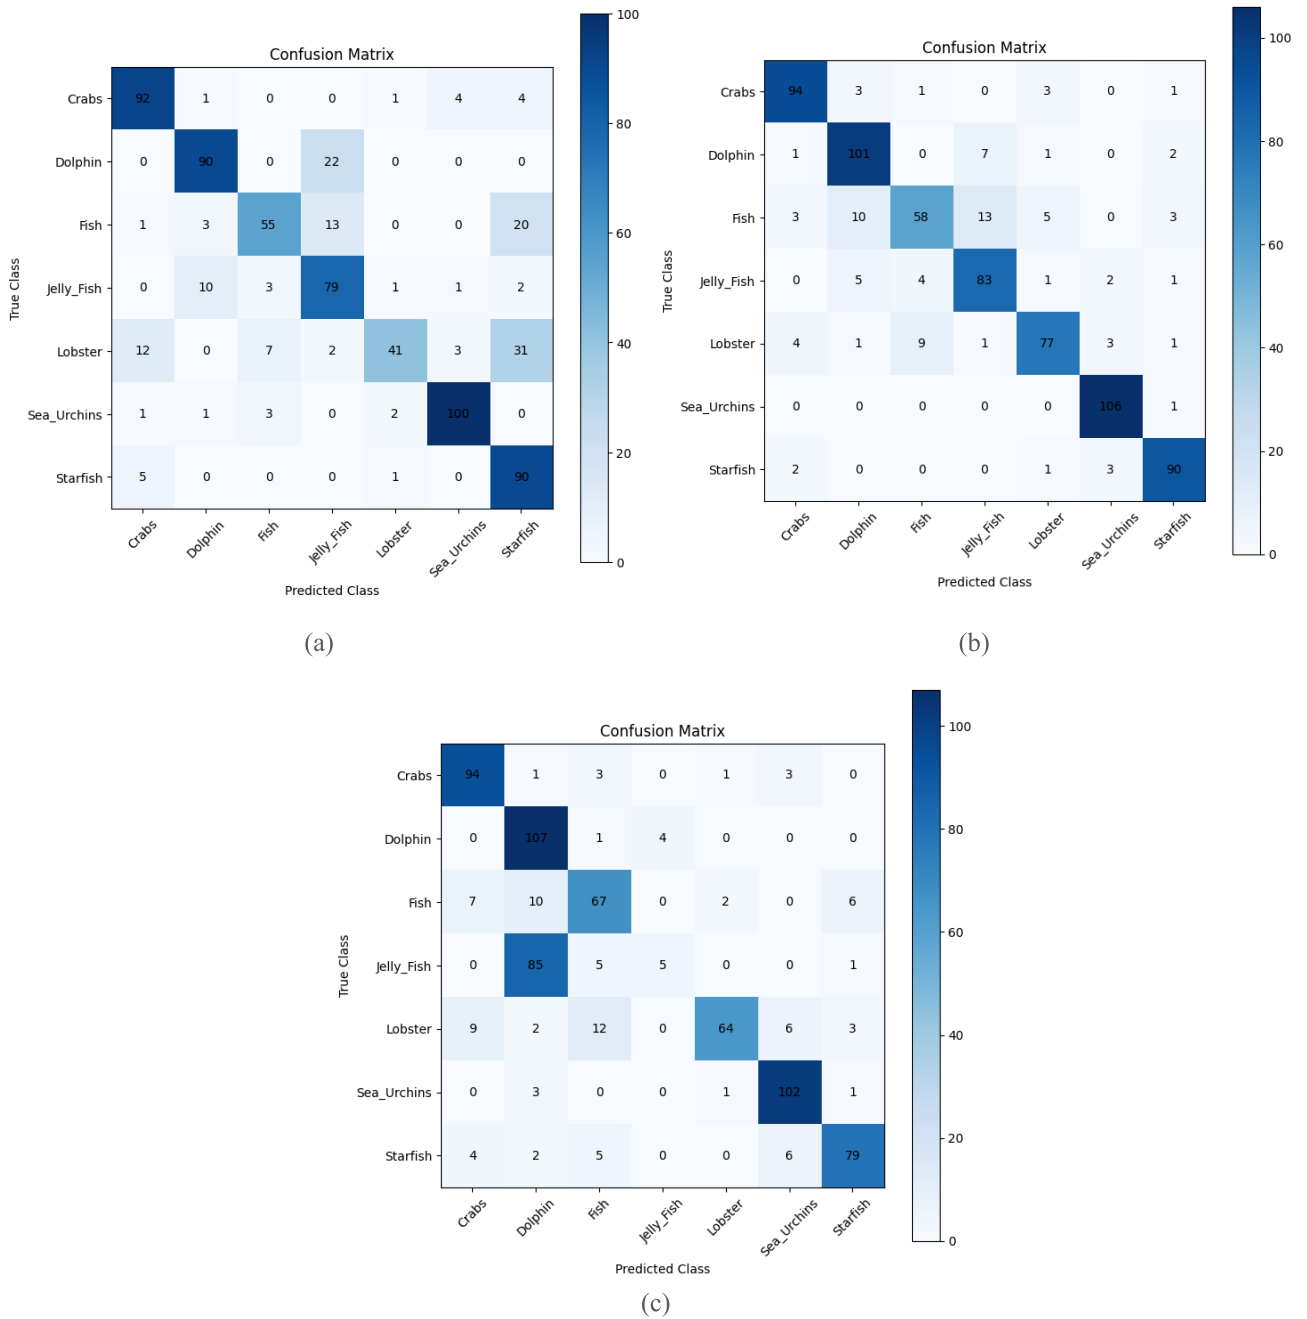 Confusion Matrix
Crabs 92 1 0 0 1 4 4
Dolphin 0 90 0 22 0 0 0
Fish 1 3 55 13 0 0 20
Jelly_Fish 0 10 3 79 1 1 2
Lobster 12 0 7 2 41 3 31
Sea_Urchins 1 1 3 0 2 100 0
Starfish 5 0 0 0 1 0 90
Crabs Dolphin Fish Jelly_Fish Lobster Sea_Urchins Starfish
True Class
Predicted Class
100
80
60
40
20
0
(a)
Confusion Matrix
Crabs 94 3 1 0 3 0 1
Dolphin 1 101 0 7 1 0 2
Fish 3 10 58 13 5 0 3
Jelly_Fish 0 5 4 83 1 2 1
Lobster 4 1 9 1 77 3 1
Sea_Urchins 0 0 0 0 0 106 1
Starfish 2 0 0 0 1 3 90
Crabs Dolphin Fish Jelly_Fish Lobster Sea_Urchins Starfish
True Class
Predicted Class
100
80
60
40
20
0
(b)
Confusion Matrix
Crabs 94 1 3 0 1 3 0
Dolphin 0 107 1 4 0 0 0
Fish 7 10 67 0 2 0 6
Jelly_Fish 0 85 5 5 0 0 1
Lobster 9 2 12 0 64 6 3
Sea_Urchins 0 3 0 0 1 102 1
Starfish 4 2 5 0 0 6 79
Crabs Dolphin Fish Jelly_Fish Lobster Sea_Urchins Starfish
True Class
Predicted Class
100
80
60
40
20
0
(c)